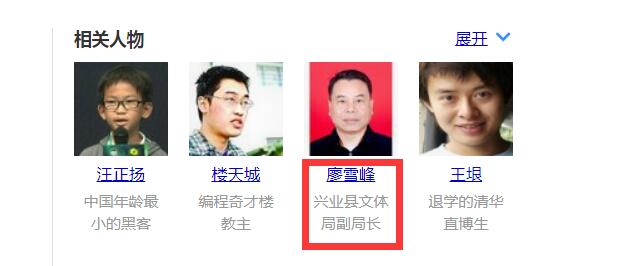 相关人物 展开
汪正扬 楼天城 廖雪峰 王垠
中国年龄最 编程奇才楼 兴业县文体 退学的清华
小的黑客 教主 局副局长 直博生